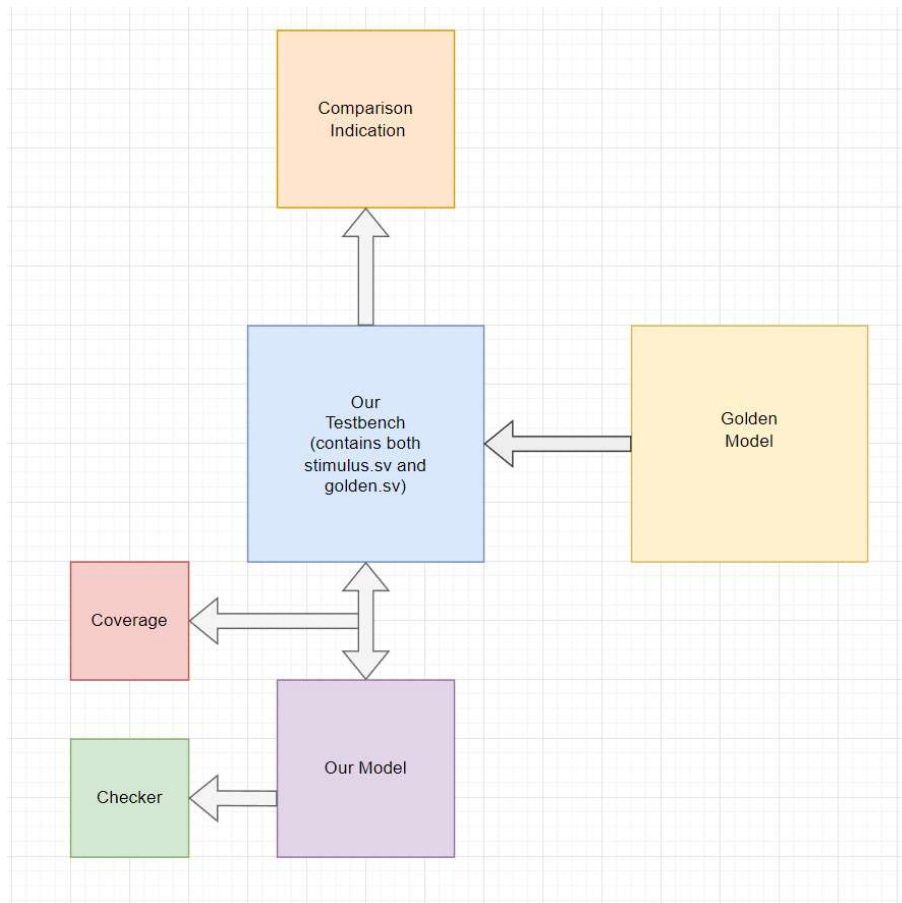 Comparison
Indication
Our
Testbench
(contains both
stimulus.sv and
golden.sv)
Golden
Model
Coverage
Our Model
Checker